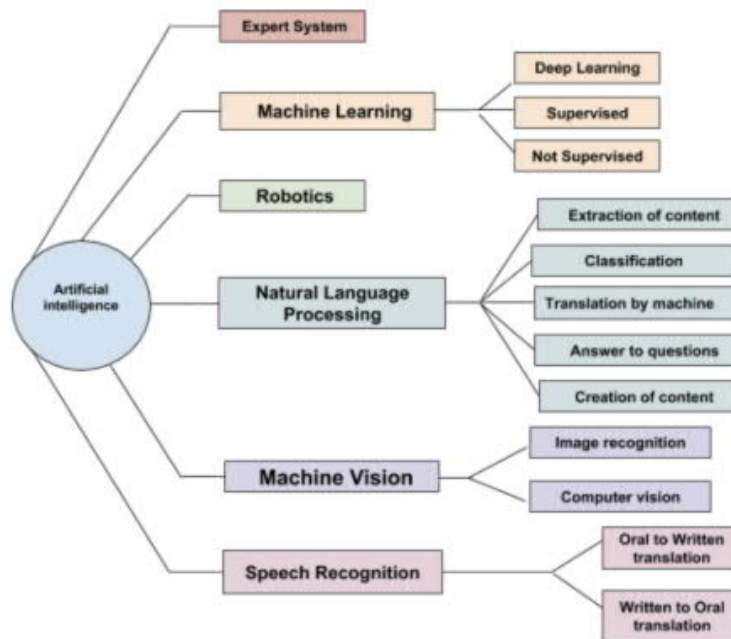 Expert System
Machine Learning
Deep Learning
Supervised
Not Supervised
Robotics
Artificial
intelligence
Natural Language
Processing
Extraction of content
Classification
Translation by machine
Answer to questions
Creation of content
Machine Vision
Image recognition
Computer vision
Speech Recognition
Oral to Written
translation
Written to Oral
translation